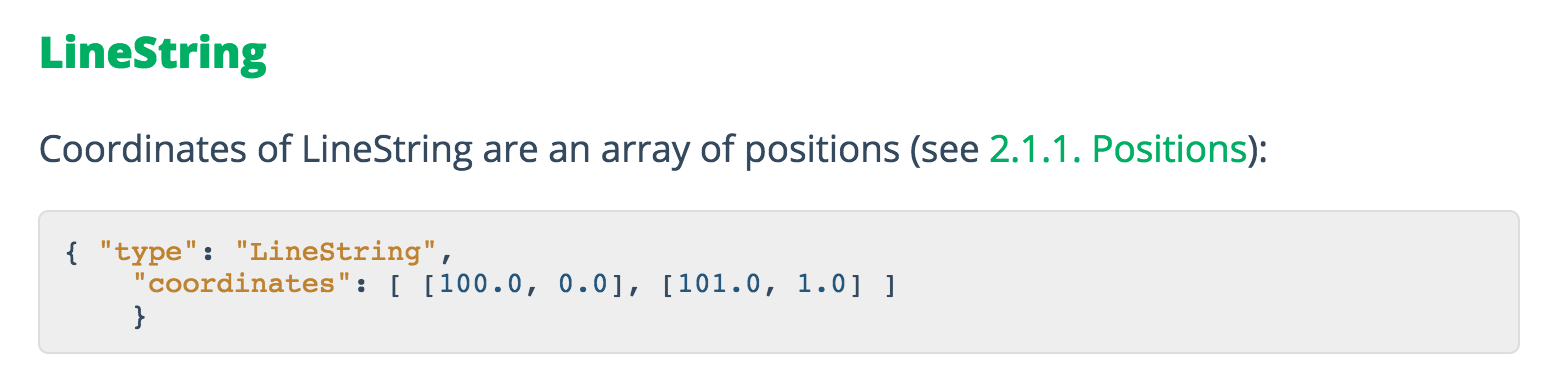 LineString
Coordinates of LineString are an array of positions (see 2.1.1. Positions):
{ "type": "LineString",
    "coordinates": [ [100.0, 0.0], [101.0, 1.0] ]
    }